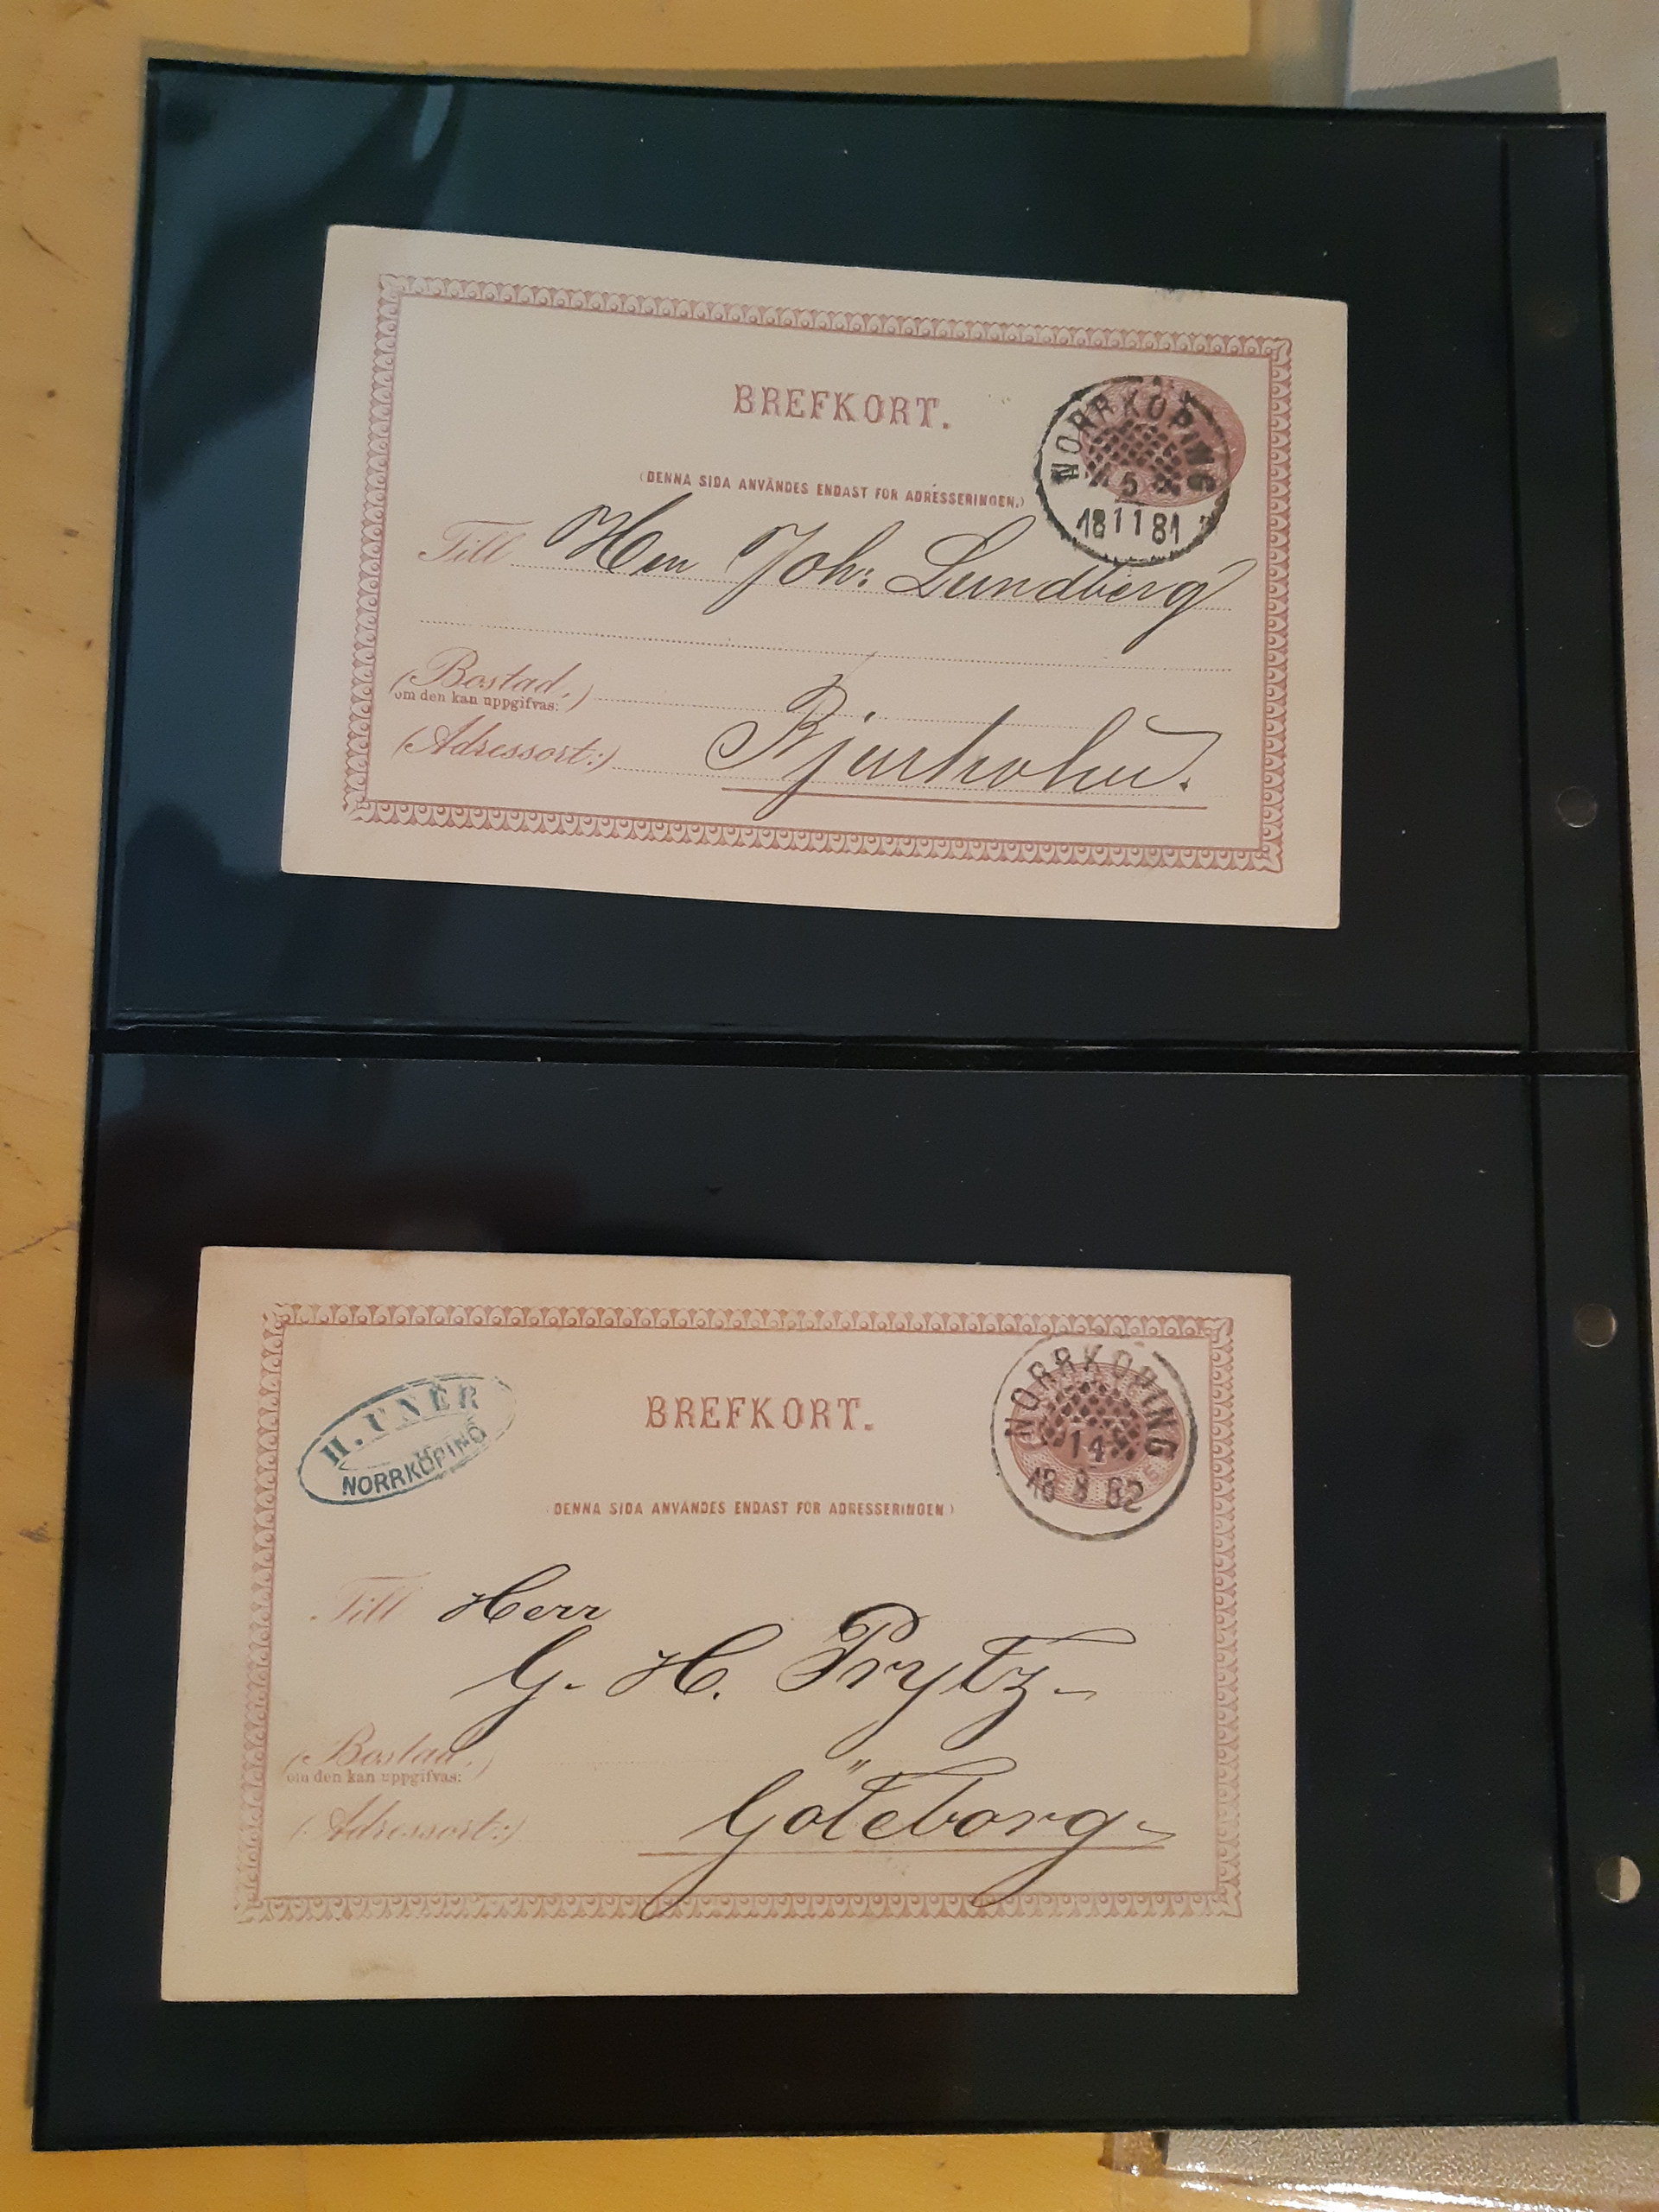 BREFKORT.
NORRKÖPING
5
18 11 81
(DENNA SIDA ANVÄNDES ENDAST FÖR ADRESSERINGEN.)
Till Herr Joh: Lundberg
(Bostad,)
om den kan uppgifvas:
(Adressort:)
H. UNÉR
NORRKÖPING
BREFKORT.
NORRKÖPING
14
18 8 82
(DENNA SIDA ANVÄNDES ENDAST FÖR ADRESSERINGEN)
Till Herr
G. H. Prytz
(Bostad,)
om den kan uppgifvas:
(Adressort:) Göteborg